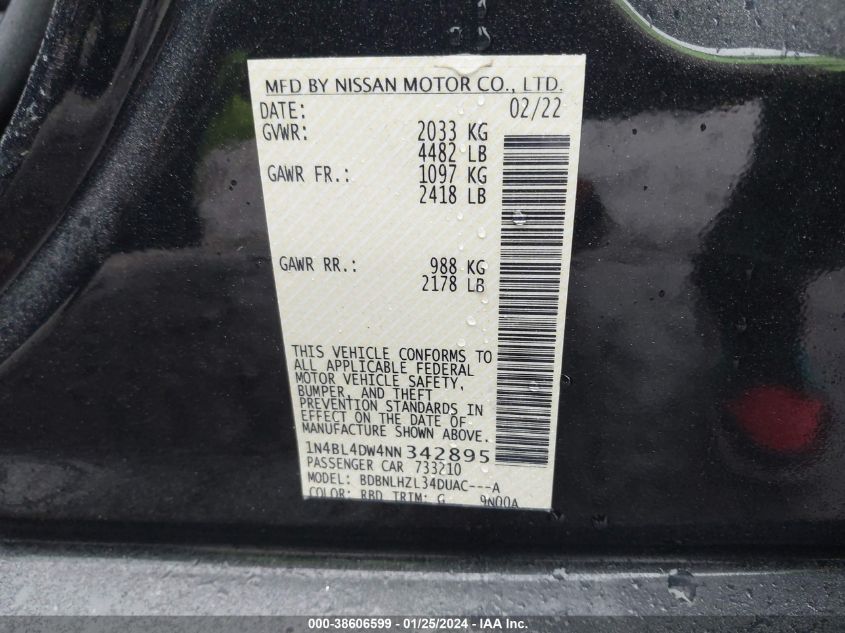 MFD BY NISSAN MOTOR CO., LTD.
DATE: 02/22
GVWR: 2033 KG
4482 LB
GAWR FR.: 1097 KG
2418 LB
GAWR RR.: 988 KG
2178 LB
THIS VEHICLE CONFORMS TO
ALL APPLICABLE FEDERAL
MOTOR VEHICLE SAFETY,
BUMPER, AND THEFT
PREVENTION STANDARDS IN
EFFECT ON THE DATE OF
MANUFACTURE SHOWN ABOVE.
1N4BL4DW4NN342895
PASSENGER CAR 733210
MODEL: BDBNLHZL34DUAC---A
COLOR: RBD TRIM: G 9N00A
000-38606599 - 01/25/2024 - IAA Inc.